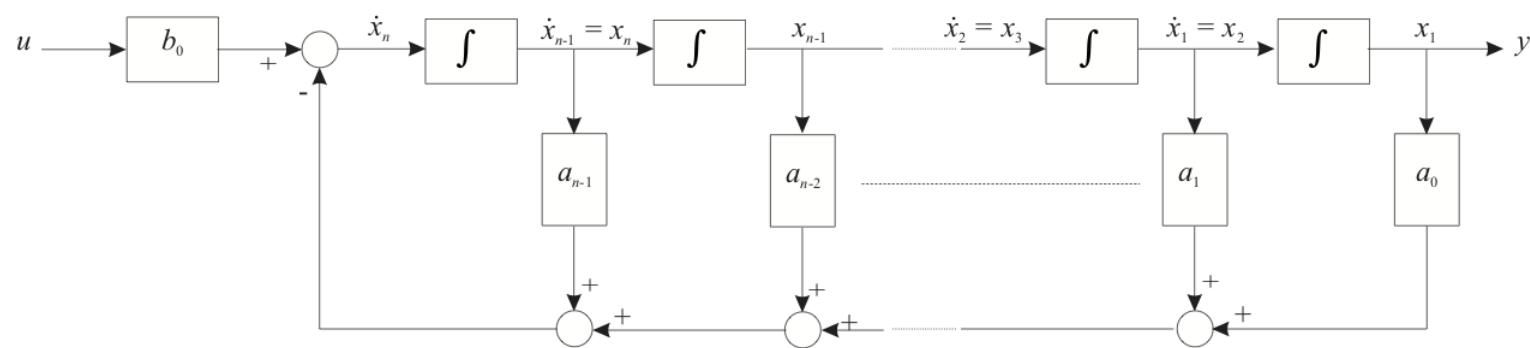 u b₀ + - ẋₙ ∫ ẋₙ₋₁ = xₙ ∫ xₙ₋₁ ẋ₂ = x₃ ∫ ẋ₁ = x₂ ∫ x₁ y
aₙ₋₁ aₙ₋₂ a₁ a₀
+ + + + + + +